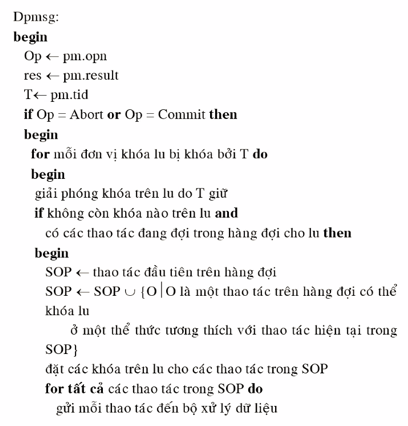 Dpmsg:
begin
Op ← pm.opn
res ← pm.result
T← pm.tid
if Op = Abort or Op = Commit then
begin
for mỗi đơn vị khóa lu bị khóa bởi T do
begin
giải phóng khóa trên lu do T giữ
if không còn khóa nào trên lu and
có các thao tác đang đợi trong hàng đợi cho lu then
begin
SOP ← thao tác đầu tiên trên hàng đợi
SOP ← SOP ∪ {O | O là một thao tác trên hàng đợi có thể
khóa lu
ở một thể thức tương thích với thao tác hiện tại trong
SOP}
đặt các khóa trên lu cho các thao tác trong SOP
for tất cả các thao tác trong SOP do
gửi mỗi thao tác đến bộ xử lý dữ liệu